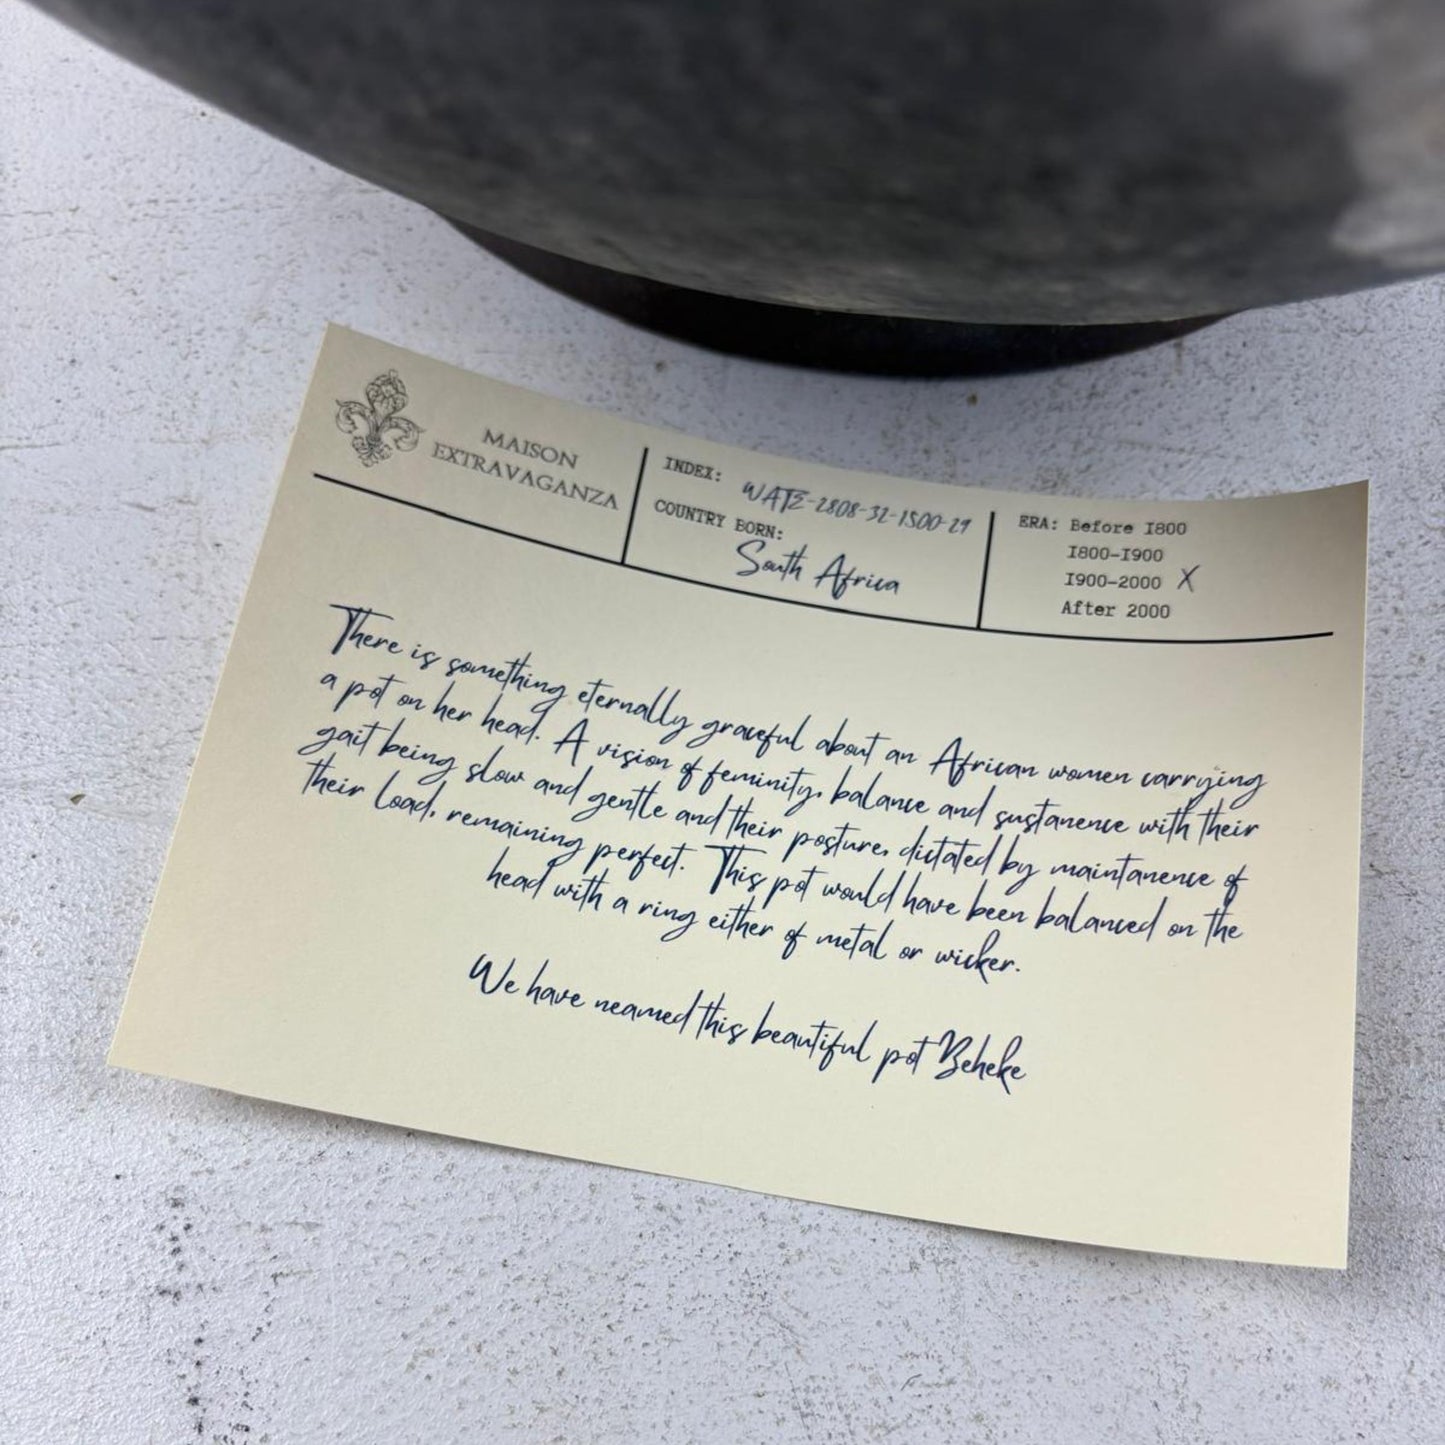 MAISON
EXTRAVAGANZA
INDEX: WATE-2808-32-1500-29
COUNTRY BORN:
South Africa
ERA: Before I800
I800-I900
I900-2000 X
After 2000
There is something eternally graceful about an African women carrying
a pot on her head. A vision of feminity, balance and sustanence with their
gait being slow and gentle and their posture, dictated by maintanence of
their load, remaining perfect. This pot would have been balanced on the
head with a ring either of metal or wicker.
We have neamed this beautiful pot Beheke